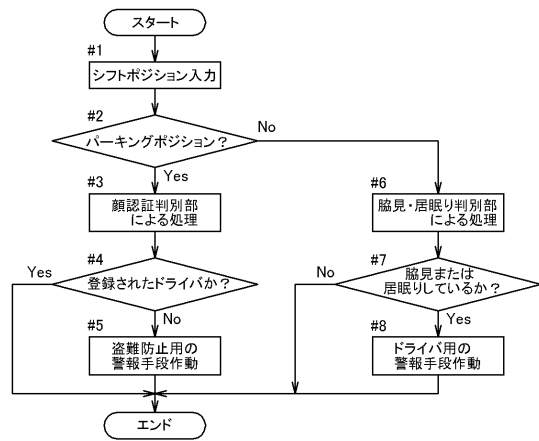 スタート
#1
シフトポジション入力
#2
パーキングポジション？
No
Yes
#3
顔認証判別部
による処理
#6
脇見・居眠り判別部
による処理
#4
登録されたドライバか？
Yes
No
#7
脇見または
居眠りしているか？
No
Yes
#5
盗難防止用の
警報手段作動
#8
ドライバ用の
警報手段作動
エンド